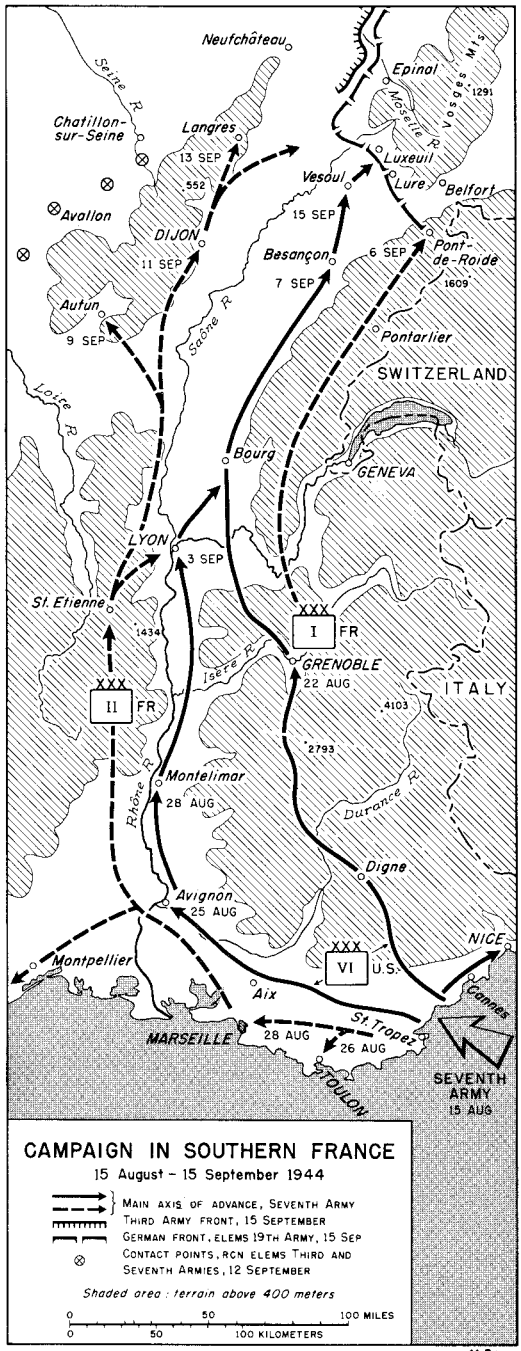 Neufchâteau
Seine R
Epinal
Moselle R
Vosges Mts.
1291
Chatillon-
sur-Seine
Langres
13 SEP
552
Luxeuil
Vesoul
Lure
Belfort
15 SEP
Avallon
DIJON
11 SEP
Besançon
7 SEP
6 SEP
Pont-
de-Roide
1609
Autun
9 SEP
Saône R
Pontarlier
SWITZERLAND
Loire R
Bourg
GENEVA
LYON
3 SEP
St. Etienne
XXX
I FR
1434
Isère R
GRENOBLE
22 AUG
ITALY
XXX
II FR
4103
2793
Rhône R
Montelimar
28 AUG
Durance R
Digne
Avignon
25 AUG
NICE
XXX
VI U.S.
Montpellier
Aix
Cannes
St. Tropez
MARSEILLE
28 AUG
26 AUG
TOULON
SEVENTH
ARMY
15 AUG
CAMPAIGN IN SOUTHERN FRANCE
15 August – 15 September 1944
MAIN AXIS OF ADVANCE, SEVENTH ARMY
THIRD ARMY FRONT, 15 SEPTEMBER
GERMAN FRONT, ELEMS 19TH ARMY, 15 SEP
CONTACT POINTS, RCN ELEMS THIRD AND
SEVENTH ARMIES, 12 SEPTEMBER
Shaded area : terrain above 400 meters
0 50 100 MILES
0 50 100 KILOMETERS